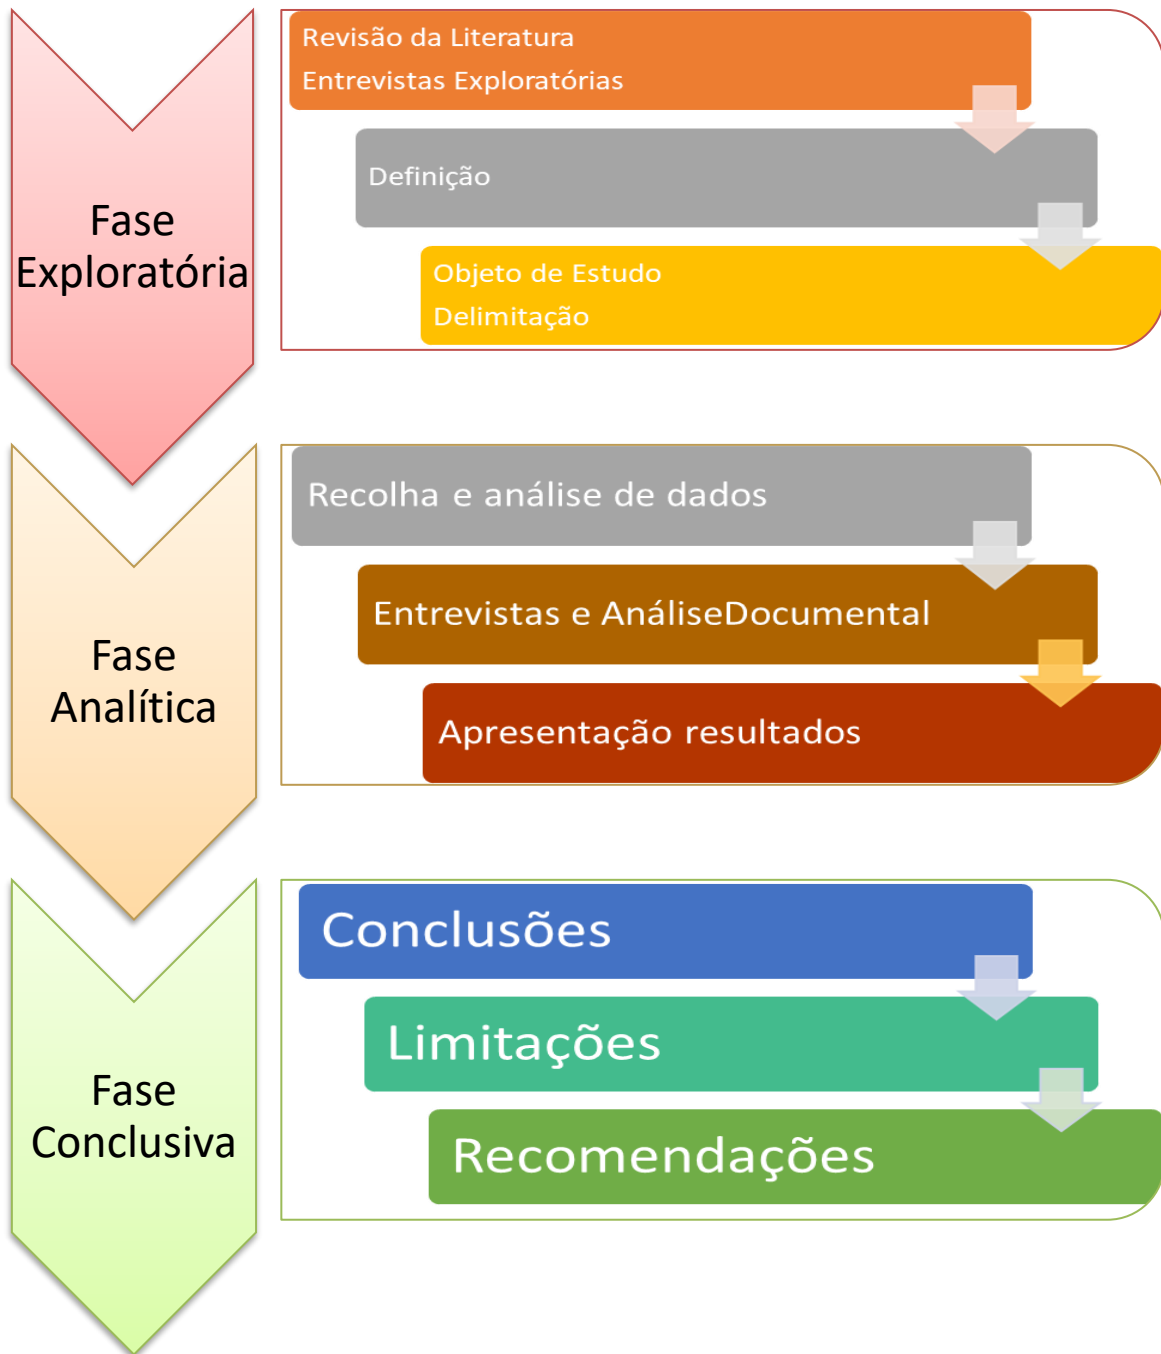 Fase
Exploratória
Revisão da Literatura
Entrevistas Exploratórias
Definição
Objeto de Estudo
Delimitação
Fase
Analítica
Recolha e análise de dados
Entrevistas e AnáliseDocumental
Apresentação resultados
Fase
Conclusiva
Conclusões
Limitações
Recomendações